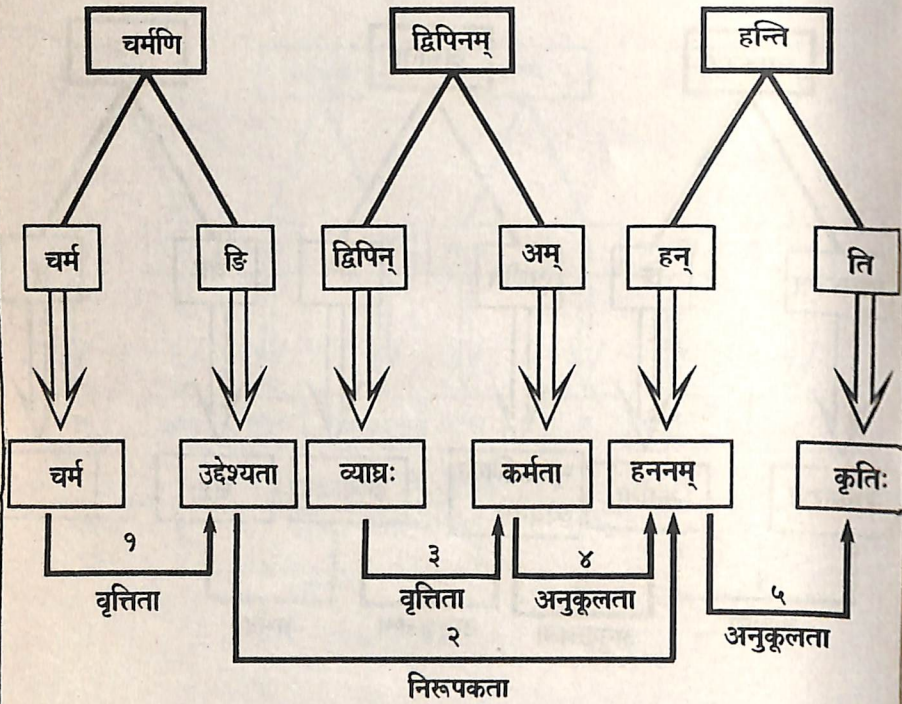 चर्मणि द्विपिनम् हन्ति
चर्म ङि द्विपिन् अम् हन् ति
चर्म उद्देश्यता व्याघ्रः कर्मता हननम् कृतिः
१ ३ ४ ५
वृत्तिता वृत्तिता अनुकूलता अनुकूलता
२
निरूपकता